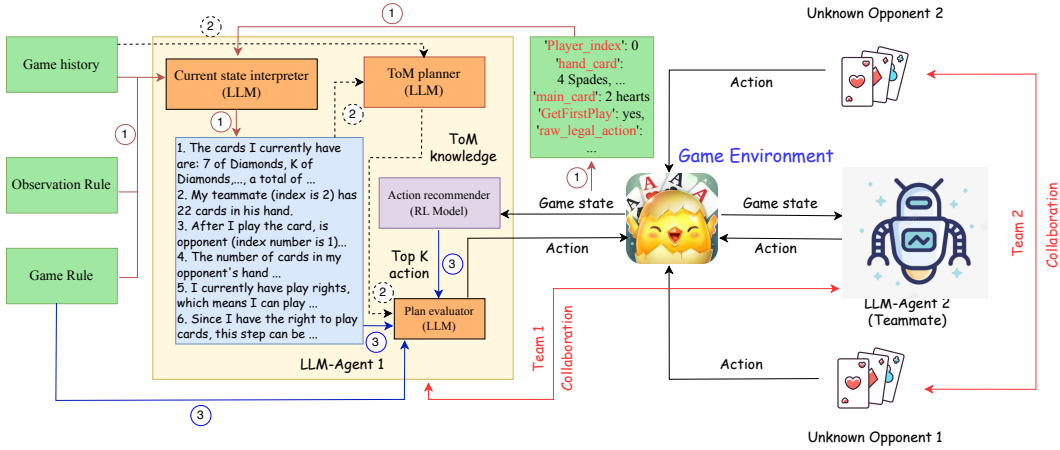 Unknown Opponent 2
2
1
Game history
Current state interpreter
(LLM)
ToM planner
(LLM)
'Player_index': 0
'hand_card':
4 Spades, ...
'main_card': 2 hearts
'GetFirstPlay': yes,
'raw_legal_action':
...
Action
1
1
2
ToM
knowledge
Game Environment
Observation Rule
1. The cards I currently have
are: 7 of Diamonds, K of
Diamonds,..., a total of ...
2. My teammate (index is 2) has
22 cards in his hand.
3. After I play the card, is
opponent (index number is 1)...
4. The number of cards in my
opponent's hand ...
5. I currently have play rights,
which means I can play ...
6. Since I have the right to play
cards, this step can be ...
Action recommender
(RL Model)
1
Game state
Game state
Action
Action
Team 2
Collaboration
Game Rule
Top K
action
3
2
Plan evaluator
(LLM)
3
LLM-Agent 1
Team 1
Collaboration
LLM-Agent 2
(Teammate)
Action
3
Unknown Opponent 1